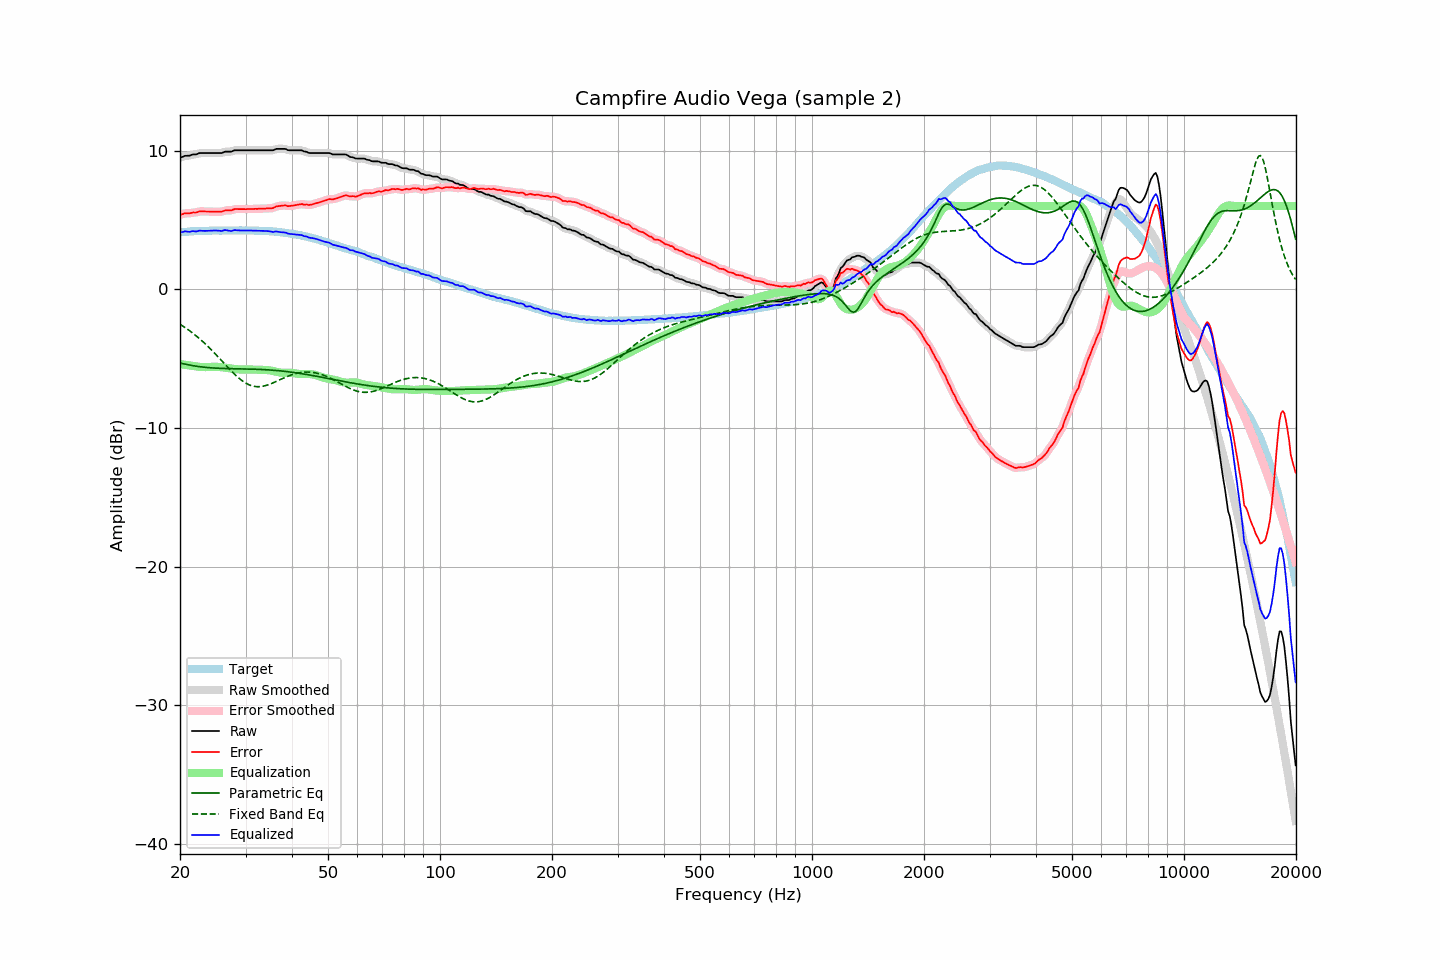 Campfire Audio Vega (sample 2)
10
0
−10
−20
−30
−40
Amplitude (dBr)
Target
Raw Smoothed
Error Smoothed
Raw
Error
Equalization
Parametric Eq
Fixed Band Eq
Equalized
20 50 100 200 500 1000 2000 5000 10000 20000
Frequency (Hz)